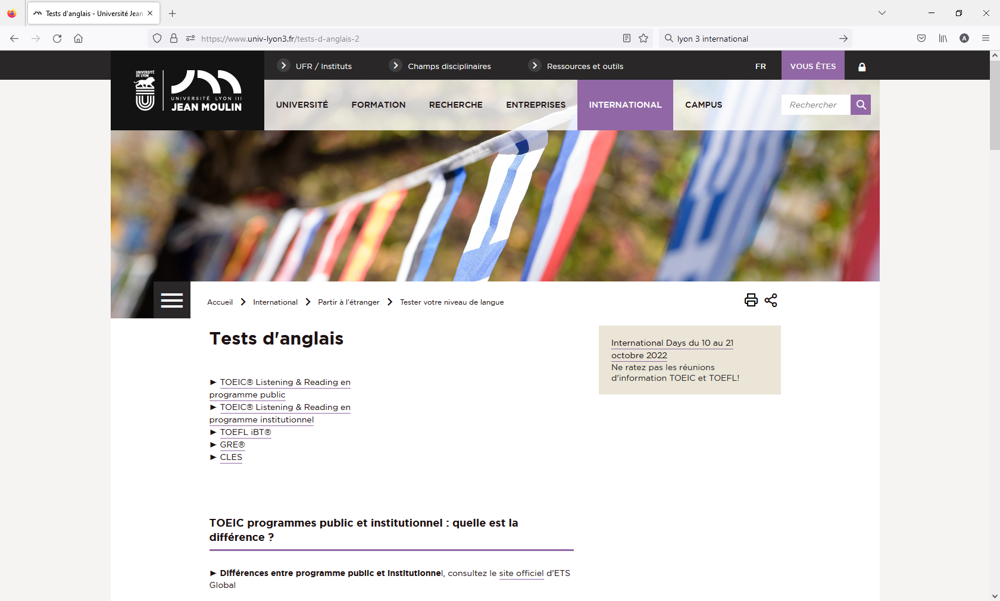 Tests d'anglais - Université Jean
https://www.univ-lyon3.fr/tests-d-anglais-2
lyon 3 international
A
UNIVERSITÉ
DE LYON
UNIVERSITÉ LYON III
JEAN MOULIN
UFR / Instituts
Champs disciplinaires
Ressources et outils
FR
VOUS ÊTES
UNIVERSITÉ
FORMATION
RECHERCHE
ENTREPRISES
INTERNATIONAL
CAMPUS
Rechercher
Accueil > International > Partir à l'étranger > Tester votre niveau de langue
Tests d'anglais
► TOEIC® Listening & Reading en
programme public
► TOEIC® Listening & Reading en
programme institutionnel
► TOEFL iBT®
► GRE®
► CLES
International Days du 10 au 21
octobre 2022
Ne ratez pas les réunions
d'information TOEIC et TOEFL!
TOEIC programmes public et institutionnel : quelle est la
différence ?
► Différences entre programme public et institutionnel, consultez le site officiel d'ETS
Global